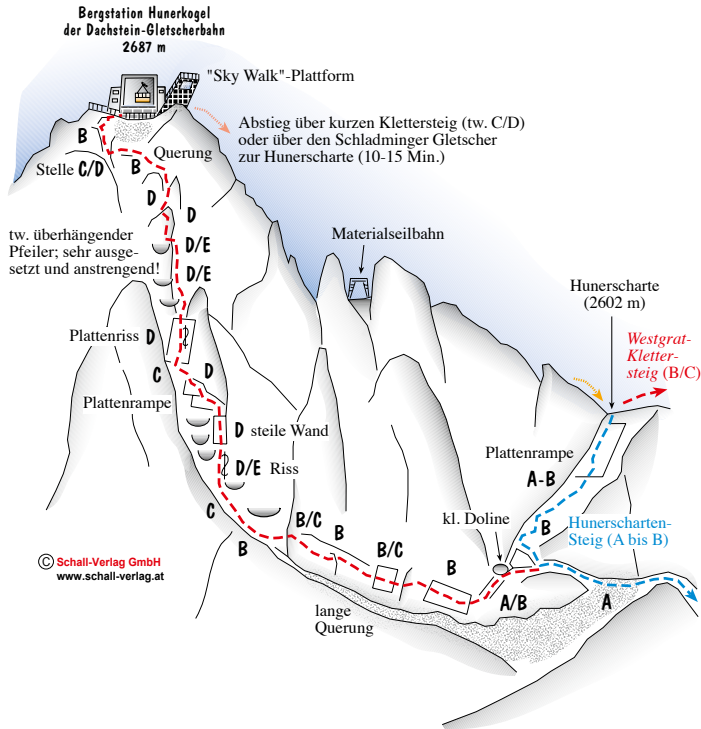 Bergstation Hunerkogel
der Dachstein-Gletscherbahn
2687 m
"Sky Walk"-Plattform
Abstieg über kurzen Klettersteig (tw. C/D)
oder über den Schladminger Gletscher
zur Hunerscharte (10-15 Min.)
B
Querung
Stelle C/D
B
D
D
tw. überhängender
Pfeiler; sehr ausge-
setzt und anstrengend!
D/E
D/E
Materialseilbahn
Hunerscharte
(2602 m)
Westgrat-
Kletter-
steig (B/C)
Plattenriss D
C
D
Plattenrampe
D steile Wand
D/E Riss
Plattenrampe
A-B
C
B/C
B
kl. Doline
B
Hunerscharten-
Steig (A bis B)
B
B/C
B
© Schall-Verlag GmbH
www.schall-verlag.at
A/B
A
lange
Querung